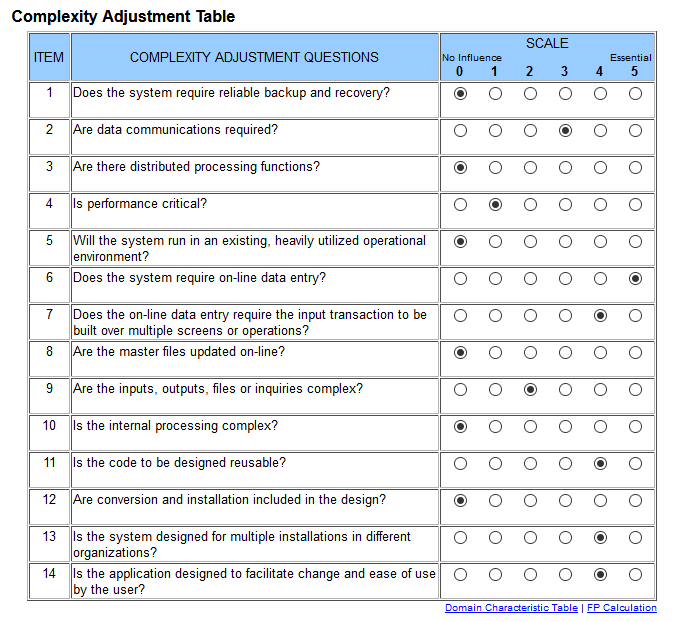 Complexity Adjustment Table
ITEM
COMPLEXITY ADJUSTMENT QUESTIONS
SCALE
No Influence
Essential
0 1 2 3 4 5
1 Does the system require reliable backup and recovery?
2 Are data communications required?
3 Are there distributed processing functions?
4 Is performance critical?
5 Will the system run in an existing, heavily utilized operational
environment?
6 Does the system require on-line data entry?
7 Does the on-line data entry require the input transaction to be
built over multiple screens or operations?
8 Are the master files updated on-line?
9 Are the inputs, outputs, files or inquiries complex?
10 Is the internal processing complex?
11 Is the code to be designed reusable?
12 Are conversion and installation included in the design?
13 Is the system designed for multiple installations in different
organizations?
14 Is the application designed to facilitate change and ease of use
by the user?
Domain Characteristic Table | FP Calculation